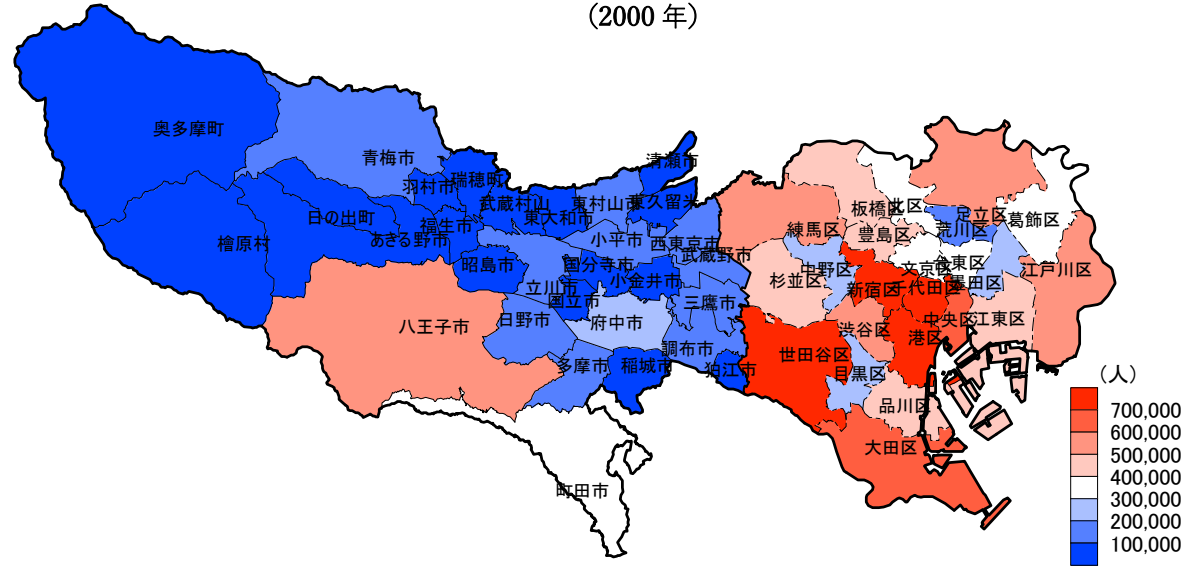 (2000 年)
奥多摩町
青梅市
清瀬市
羽村市
瑞穂町
武蔵村山
東大和市
東村山市
東久留米
日の出町
福生市
あきる野市
檜原村
小平市
西東京市
武蔵野市
昭島市
国分寺市
小金井市
立川市
国立市
三鷹市
八王子市
日野市
府中市
調布市
多摩市
稲城市
狛江市
町田市
板橋区
北区
足立区
葛飾区
練馬区
豊島区
荒川区
中野区
文京区
台東区
墨田区
江戸川区
杉並区
新宿区
千代田区
渋谷区
中央区
江東区
港区
世田谷区
目黒区
品川区
大田区
(人)
700,000
600,000
500,000
400,000
300,000
200,000
100,000